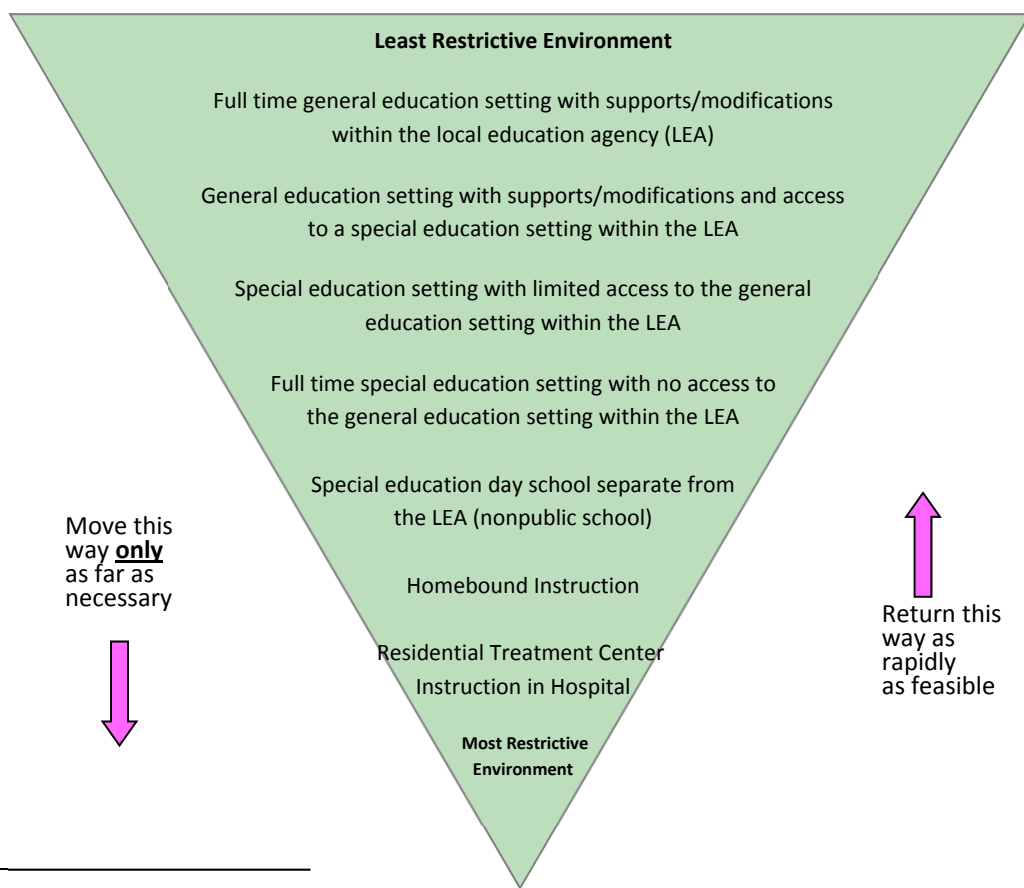 Least Restrictive Environment
Full time general education setting with supports/modifications
within the local education agency (LEA)
General education setting with supports/modifications and access
to a special education setting within the LEA
Special education setting with limited access to the general
education setting within the LEA
Full time special education setting with no access to
the general education setting within the LEA
Special education day school separate from
the LEA (nonpublic school)
Move this
way only
as far as
necessary
Homebound Instruction
Return this
way as
rapidly
as feasible
Residential Treatment Center
Instruction in Hospital
Most Restrictive
Environment